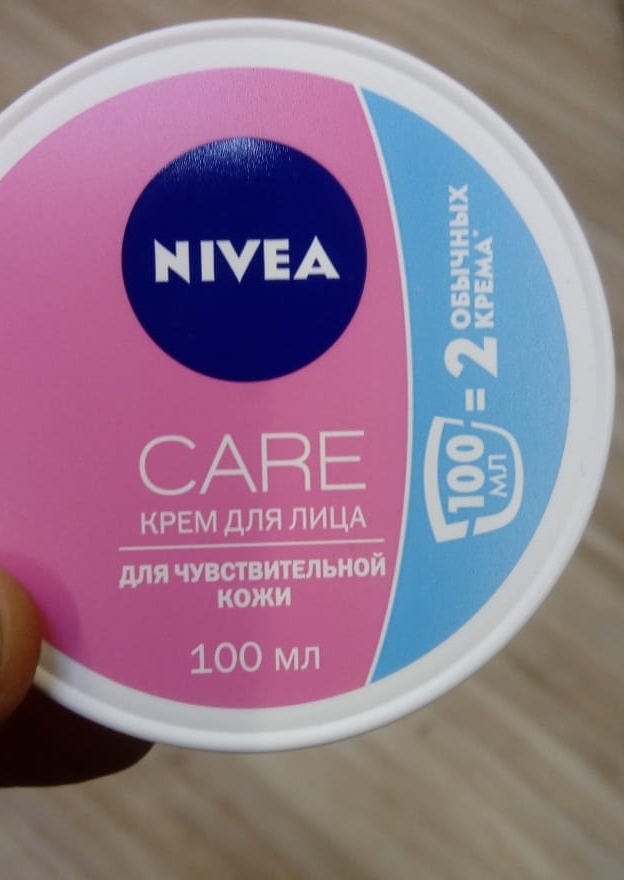 NIVEA
CARE
КРЕМ ДЛЯ ЛИЦА
ДЛЯ ЧУВСТВИТЕЛЬНОЙ
КОЖИ
100 мл
100 МЛ = 2 ОБЫЧНЫХ
КРЕМА*